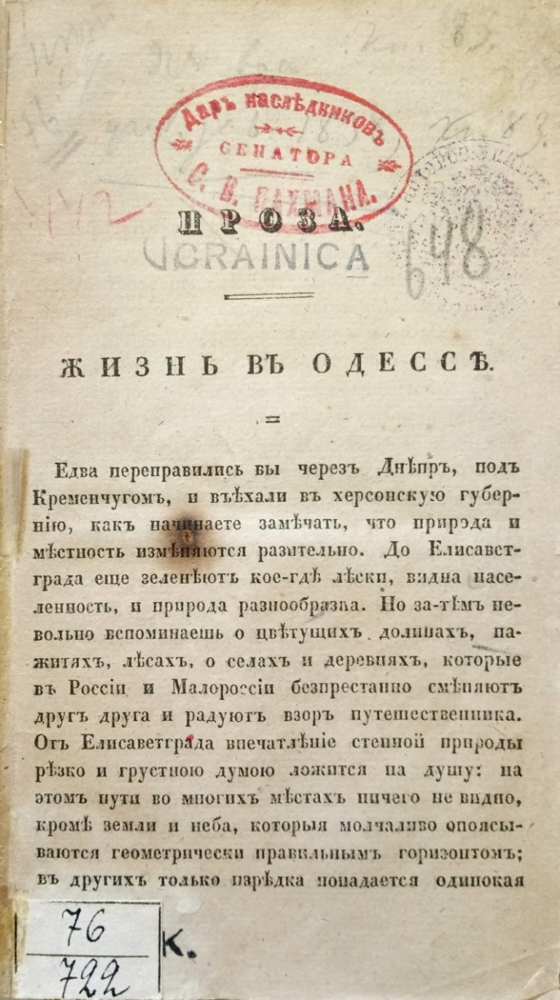 Даръ наслѣдниковъ
СЕНАТОРА
С. В. ПАХМАНА.
ПРОЗА.
142
UCRAINICA
648
ЖИЗНЬ ВЪ ОДЕССѢ.
Едва переправились вы черезъ Днѣпръ, подъ
Кременчугомъ, и въѣхали въ херсонскую губер-
нію, какъ начинаете замѣчать, что природа и
мѣстность измѣняются разительно. До Елисавет-
града еще зеленѣютъ кое-гдѣ лѣски, видна насе-
ленность, и природа разнообразна. Но за-тѣмъ не-
вольно вспоминаешь о цвѣтущихъ долинахъ, па-
житяхъ, лѣсахъ, о селахъ и деревняхъ, которые
въ Россіи и Малороссіи безпрестанно смѣняютъ
другъ друга и радуютъ взоръ путешественника.
Отъ Елисаветграда впечатлѣніе степной природы
рѣзко и грустною думою ложится на душу: на
этомъ пути во многихъ мѣстахъ ничего не видно,
кромѣ земли и неба, которыя молчаливо опоясы-
ваются геометрически правильнымъ горизонтомъ;
въ другихъ только изрѣдка попадается одинокая
76
722
К.